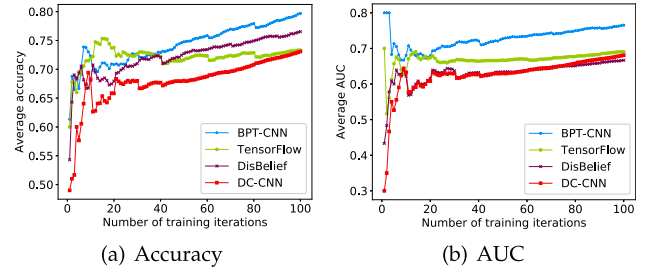 0.80
0.75
0.70
0.65
0.60
0.55
0.50
Average accuracy
BPT-CNN
TensorFlow
DisBelief
DC-CNN
0 20 40 60 80 100
Number of training iterations
(a) Accuracy
0.8
0.7
0.6
0.5
0.4
0.3
Average AUC
BPT-CNN
TensorFlow
DisBelief
DC-CNN
0 20 40 60 80 100
Number of training iterations
(b) AUC